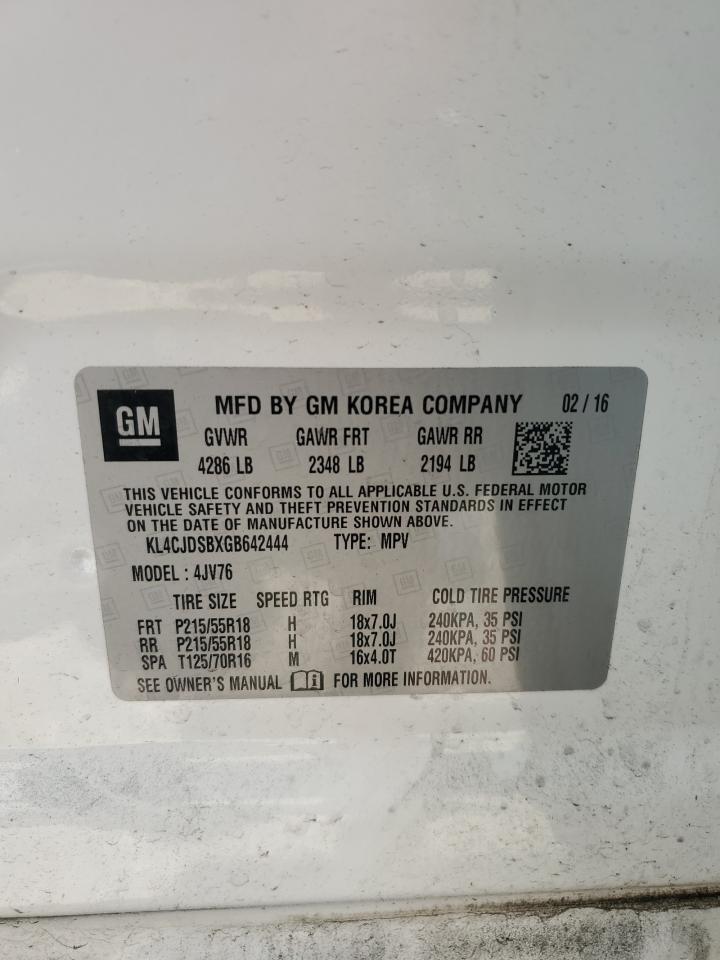 GM
MFD BY GM KOREA COMPANY 02 / 16
GVWR GAWR FRT GAWR RR
4286 LB 2348 LB 2194 LB
THIS VEHICLE CONFORMS TO ALL APPLICABLE U.S. FEDERAL MOTOR
VEHICLE SAFETY AND THEFT PREVENTION STANDARDS IN EFFECT
ON THE DATE OF MANUFACTURE SHOWN ABOVE.
KL4CJDSBXGB642444 TYPE: MPV
MODEL : 4JV76
TIRE SIZE SPEED RTG RIM COLD TIRE PRESSURE
FRT P215/55R18 H 18x7.0J 240KPA, 35 PSI
RR P215/55R18 H 18x7.0J 240KPA, 35 PSI
SPA T125/70R16 M 16x4.0T 420KPA, 60 PSI
SEE OWNER'S MANUAL FOR MORE INFORMATION.